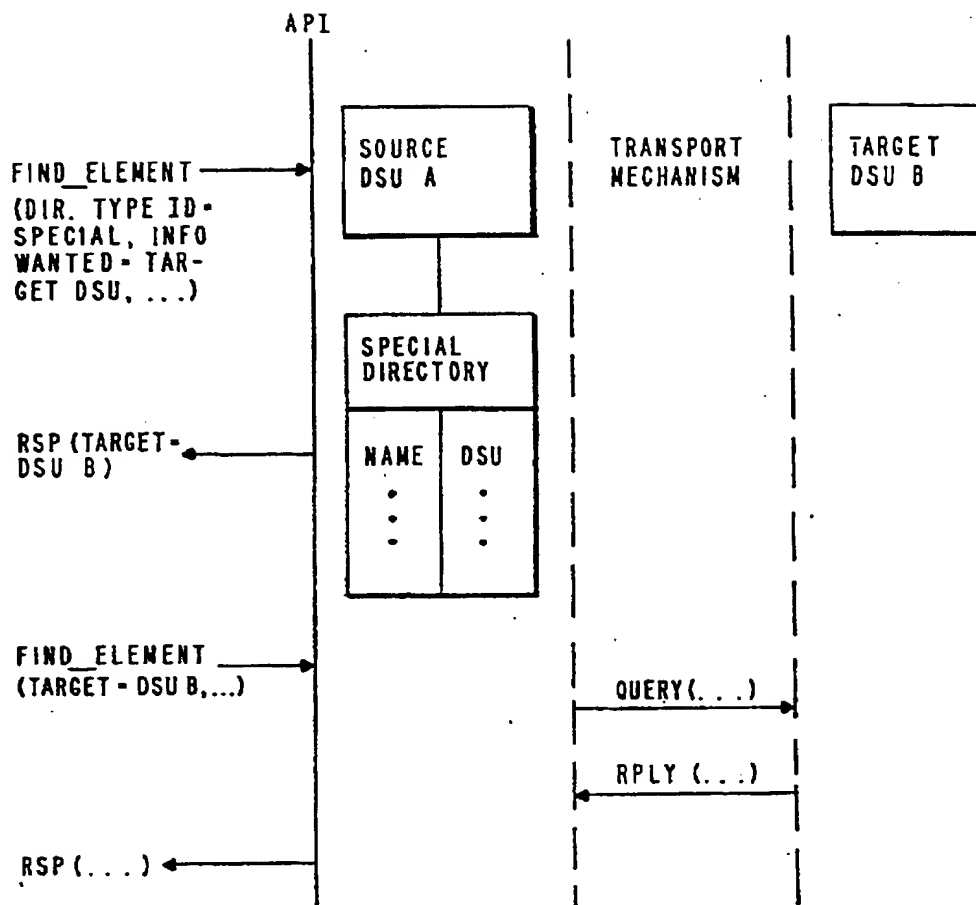 API
SOURCE
DSU A
TRANSPORT
MECHANISM
TARGET
DSU B
FIND_ELEMENT
(DIR. TYPE ID=
SPECIAL, INFO
WANTED= TAR-
GET DSU, ...)
SPECIAL
DIRECTORY
NAME
DSU
RSP (TARGET=
DSU B)
FIND_ELEMENT
(TARGET=DSU B,...)
QUERY(...)
RPLY (...)
RSP(...)